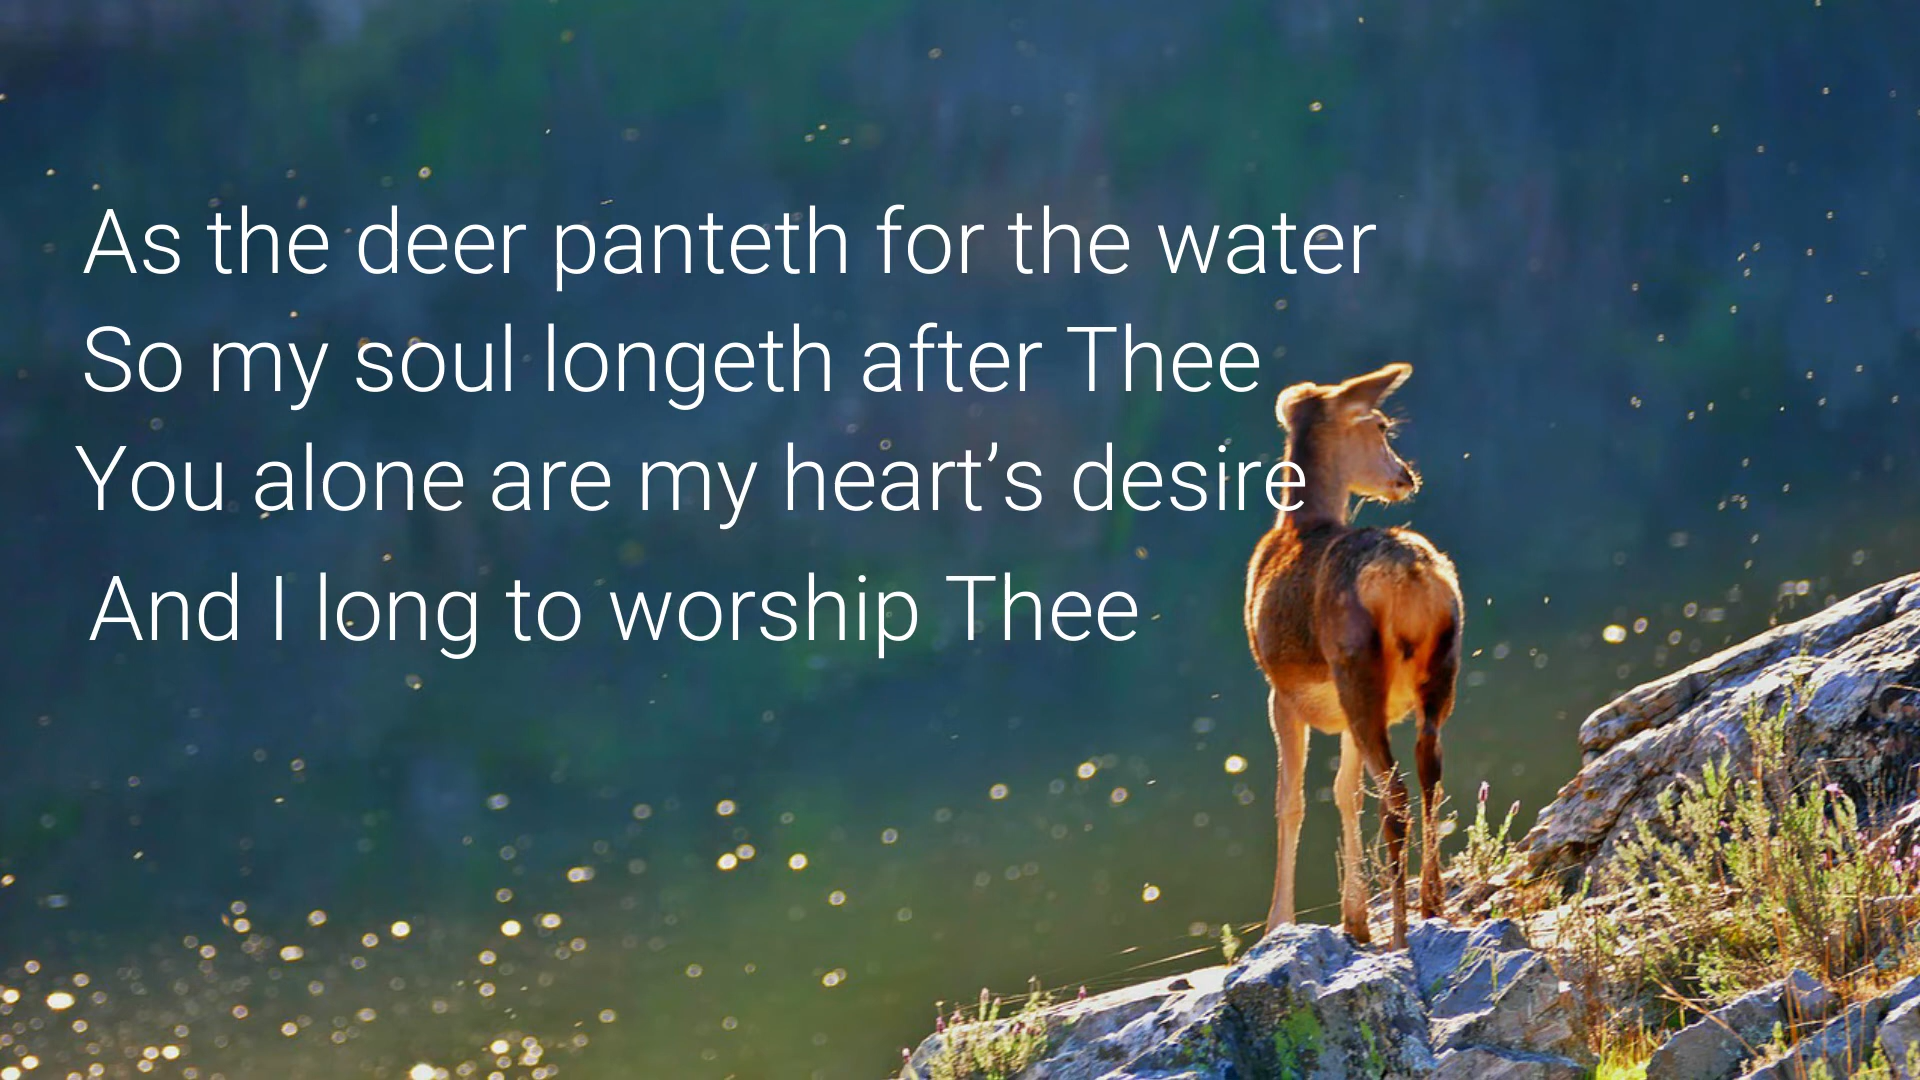 As the deer panteth for the water
So my soul longeth after Thee
You alone are my heart’s desire
And I long to worship Thee